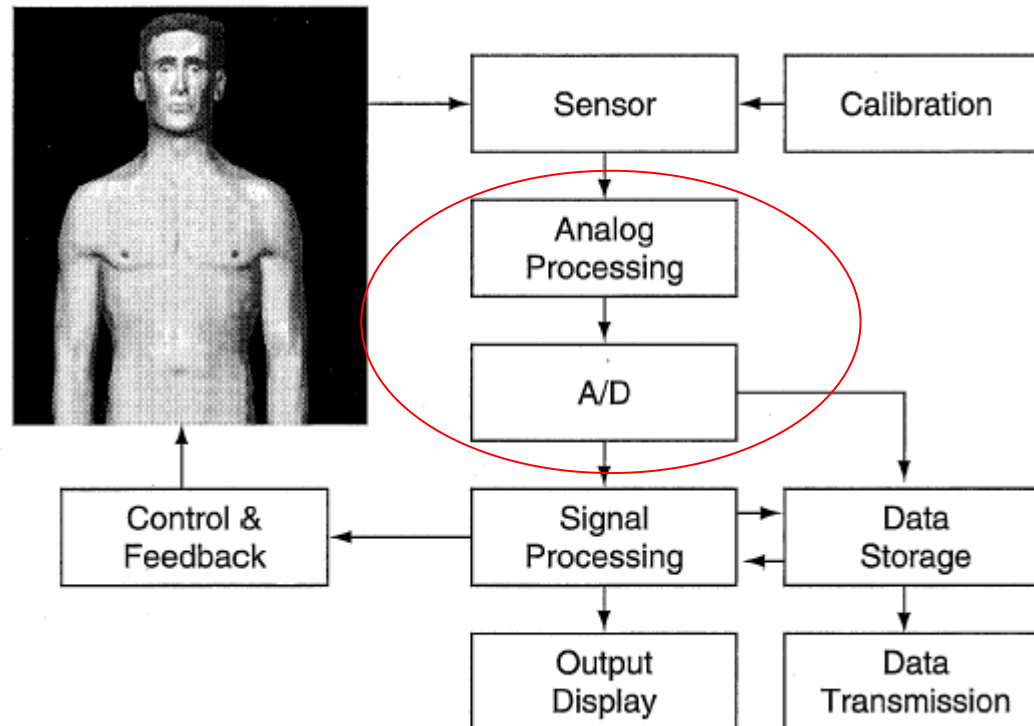 Sensor
Calibration
Analog
Processing
A/D
Control &
Feedback
Signal
Processing
Data
Storage
Output
Display
Data
Transmission